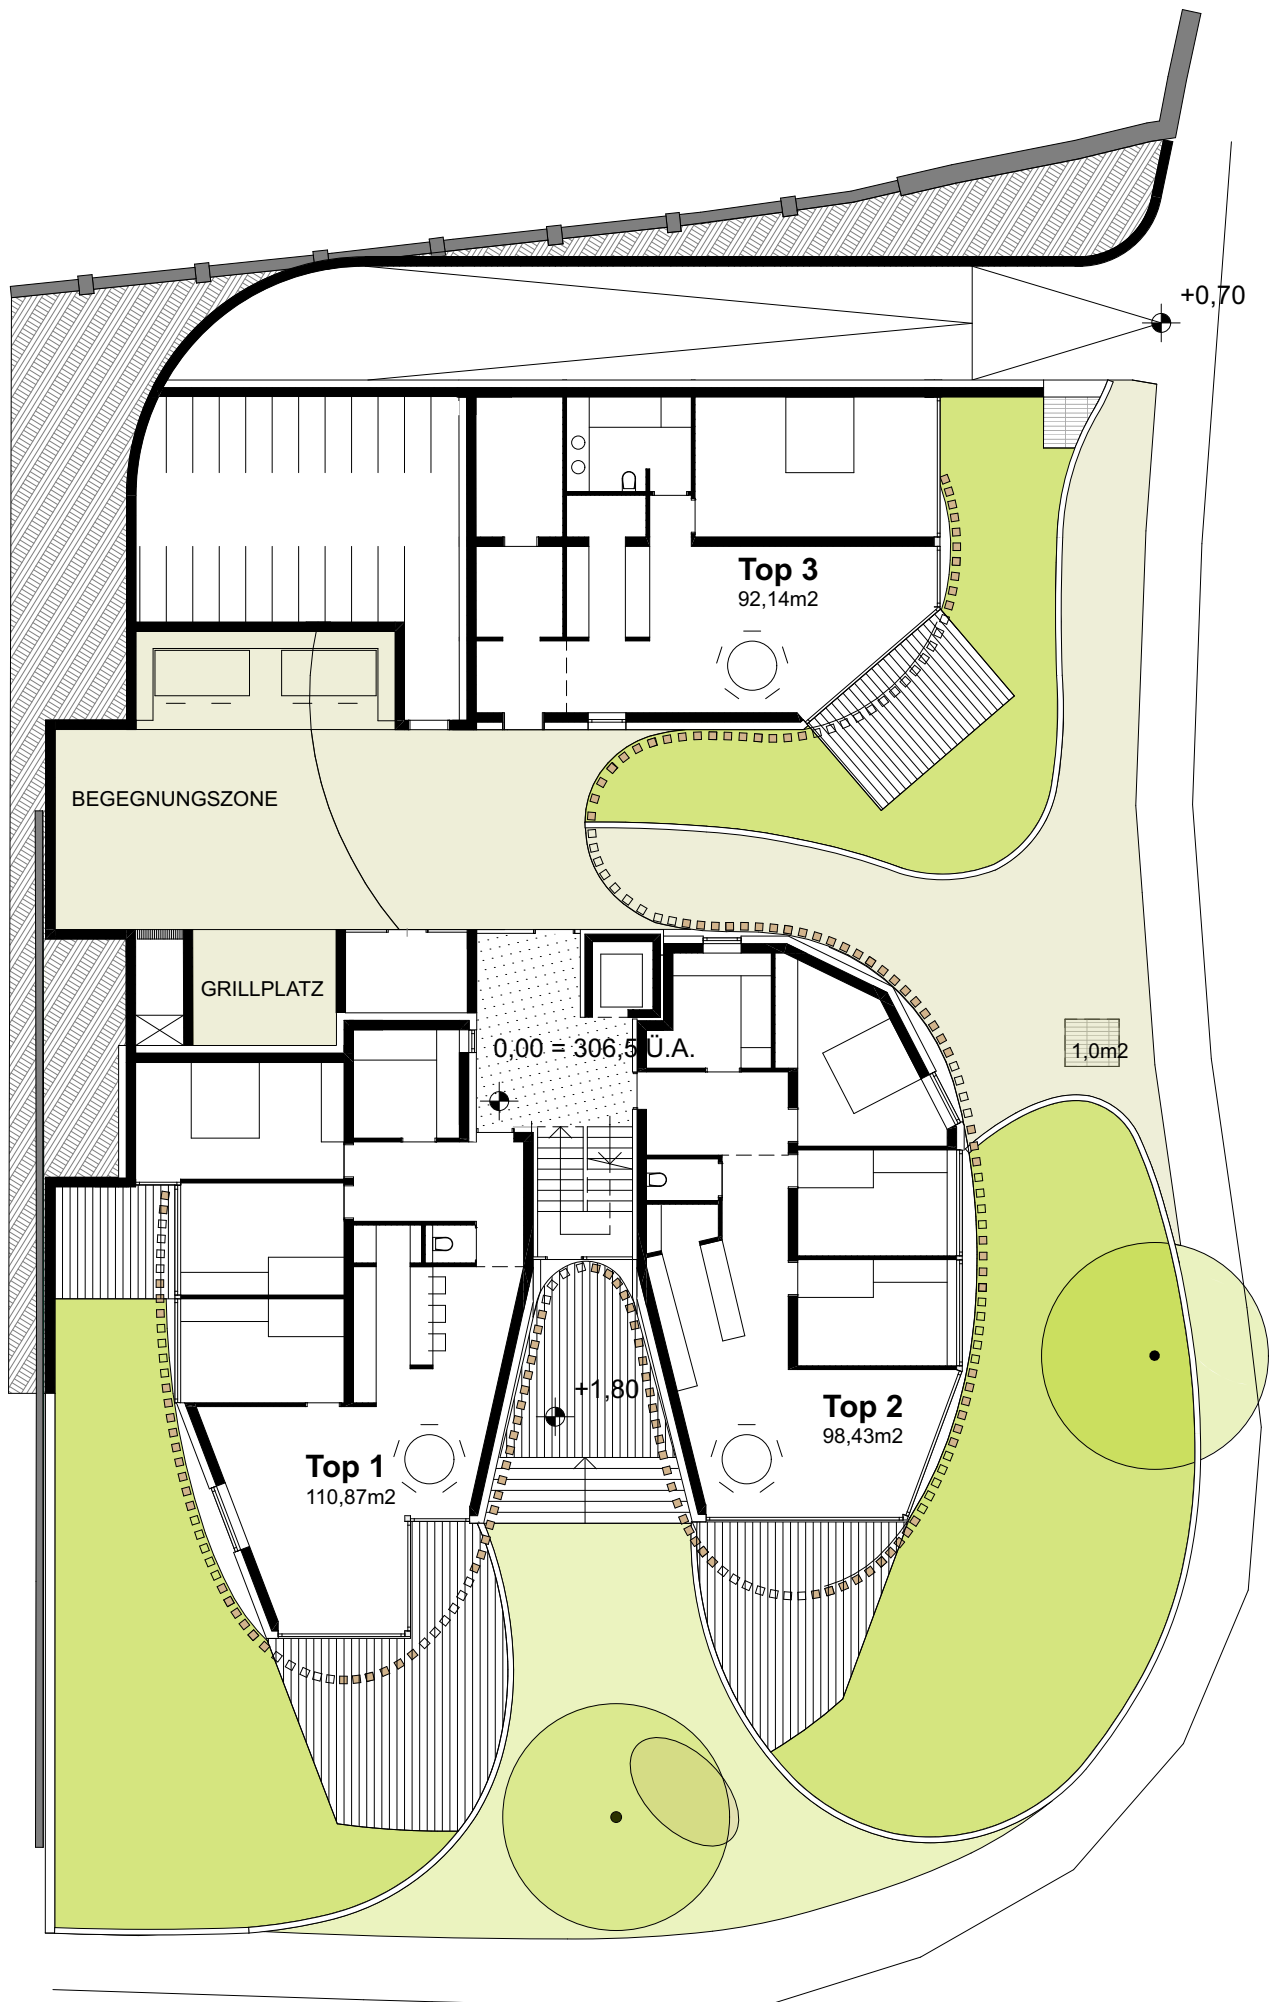 +0,70
Top 3
92,14m2
BEGEGNUNGSZONE
GRILLPLATZ
0,00 = 306,5 Ü.A.
1,0m2
+1,80
Top 2
98,43m2
Top 1
110,87m2